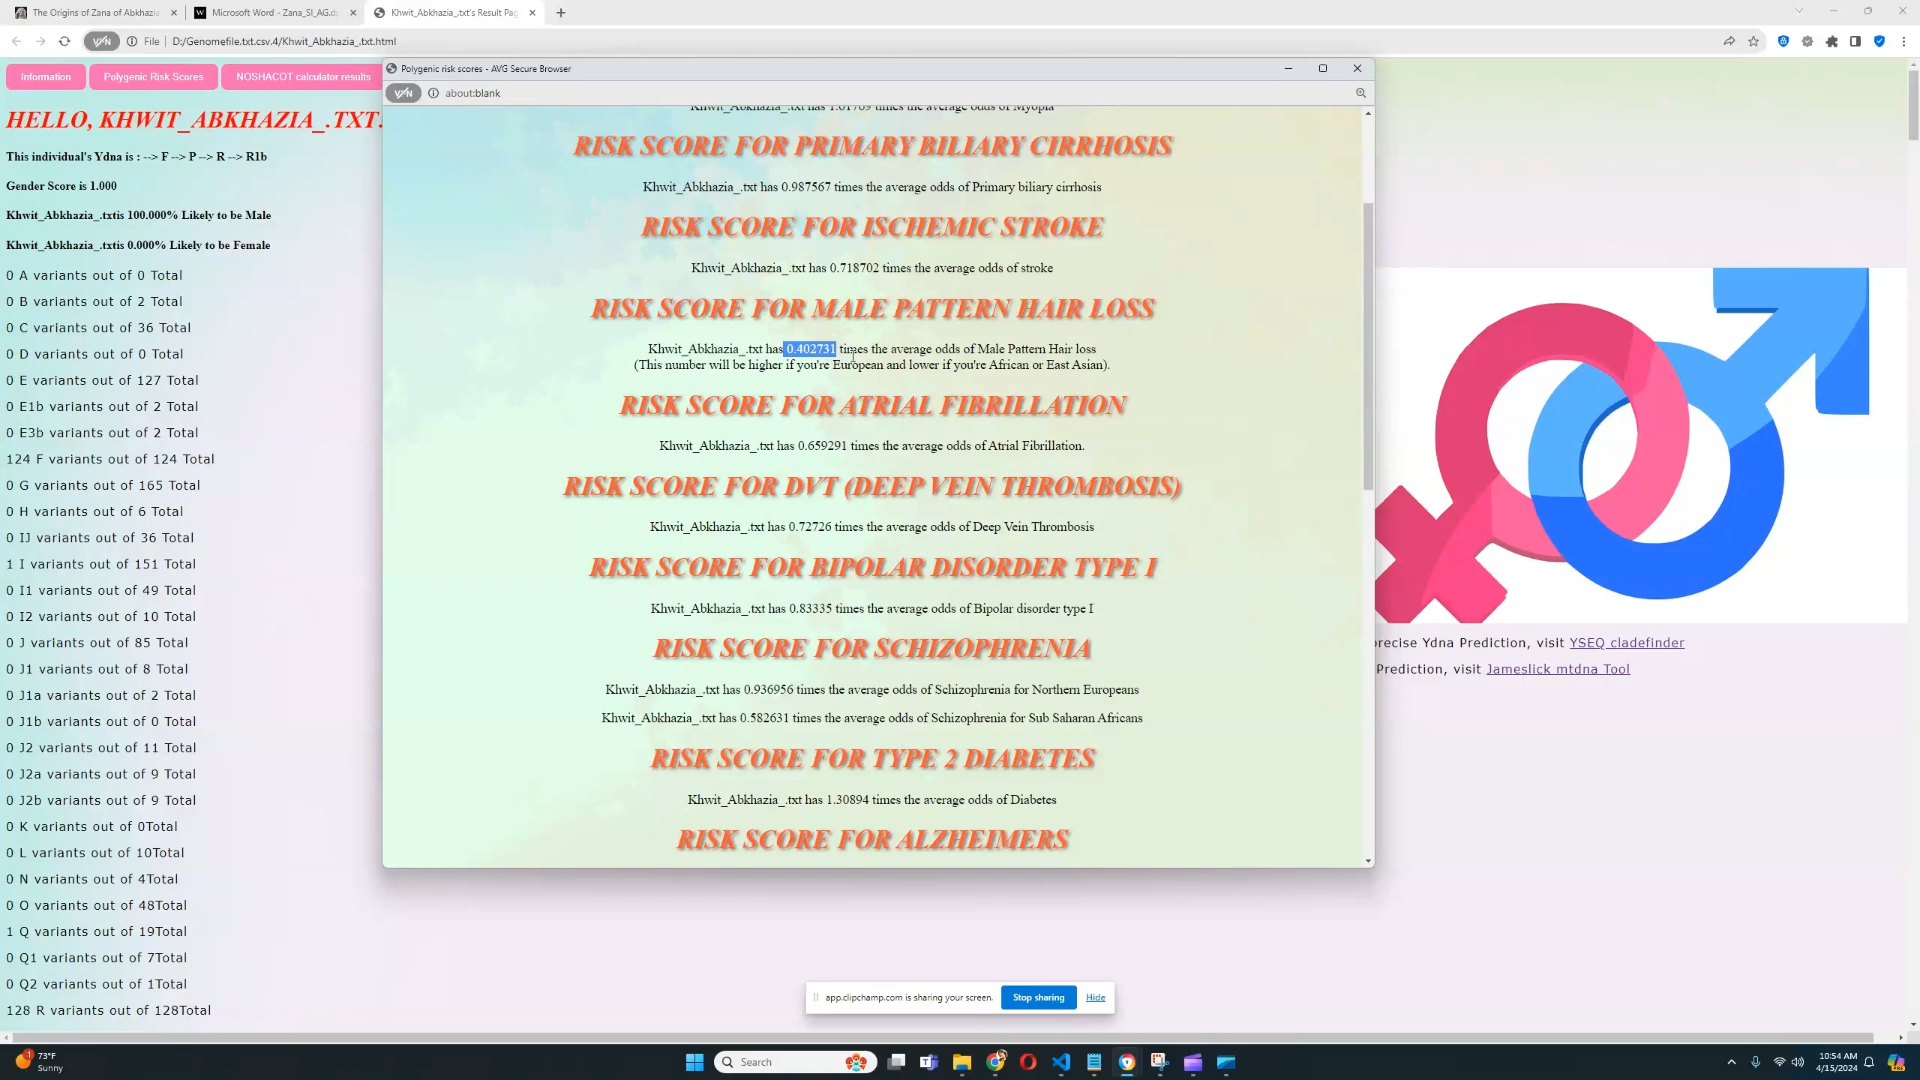 The Origins of Zana of Abkhazia
Microsoft Word - Zana_SI_AG.d
Khwit_Abkhazia_.txt's Result Pag
VPN
File
D:/Genomefile.txt.csv.4/Khwit_Abkhazia_.txt.html
Information
Polygenic Risk Scores
NOSHACOT calculator results
HELLO, KHWIT_ABKHAZIA_.TXT.
This individual's Ydna is : --> F --> P --> R --> R1b
Gender Score is 1.000
Khwit_Abkhazia_.txtis 100.000% Likely to be Male
Khwit_Abkhazia_.txtis 0.000% Likely to be Female
0 A variants out of 0 Total
0 B variants out of 2 Total
0 C variants out of 36 Total
0 D variants out of 0 Total
0 E variants out of 127 Total
0 E1b variants out of 2 Total
0 E3b variants out of 2 Total
124 F variants out of 124 Total
0 G variants out of 165 Total
0 H variants out of 6 Total
0 IJ variants out of 36 Total
1 I variants out of 151 Total
0 I1 variants out of 49 Total
0 I2 variants out of 10 Total
0 J variants out of 85 Total
0 J1 variants out of 8 Total
0 J1a variants out of 2 Total
0 J1b variants out of 0 Total
0 J2 variants out of 11 Total
0 J2a variants out of 9 Total
0 J2b variants out of 9 Total
0 K variants out of 0Total
0 L variants out of 10Total
0 N variants out of 4Total
0 O variants out of 48Total
1 Q variants out of 19Total
0 Q1 variants out of 7Total
0 Q2 variants out of 1Total
128 R variants out of 128Total
Polygenic risk scores - AVG Secure Browser
VPN
about:blank
Khwit_Abkhazia_.txt has 1.01709 times the average odds of Myopia
RISK SCORE FOR PRIMARY BILIARY CIRRHOSIS
Khwit_Abkhazia_.txt has 0.987567 times the average odds of Primary biliary cirrhosis
RISK SCORE FOR ISCHEMIC STROKE
Khwit_Abkhazia_.txt has 0.718702 times the average odds of stroke
RISK SCORE FOR MALE PATTERN HAIR LOSS
Khwit_Abkhazia_.txt has 0.402731 times the average odds of Male Pattern Hair loss
(This number will be higher if you're European and lower if you're African or East Asian).
RISK SCORE FOR ATRIAL FIBRILLATION
Khwit_Abkhazia_.txt has 0.659291 times the average odds of Atrial Fibrillation.
RISK SCORE FOR DVT (DEEP VEIN THROMBOSIS)
Khwit_Abkhazia_.txt has 0.72726 times the average odds of Deep Vein Thrombosis
RISK SCORE FOR BIPOLAR DISORDER TYPE I
Khwit_Abkhazia_.txt has 0.83335 times the average odds of Bipolar disorder type I
RISK SCORE FOR SCHIZOPHRENIA
Khwit_Abkhazia_.txt has 0.936956 times the average odds of Schizophrenia for Northern Europeans
Khwit_Abkhazia_.txt has 0.582631 times the average odds of Schizophrenia for Sub Saharan Africans
RISK SCORE FOR TYPE 2 DIABETES
Khwit_Abkhazia_.txt has 1.30894 times the average odds of Diabetes
RISK SCORE FOR ALZHEIMERS
precise Ydna Prediction, visit YSEQ cladefinder
Prediction, visit Jameslick mtdna Tool
app.clipchamp.com is sharing your screen.
Stop sharing
Hide
73°F
Sunny
Search
10:54 AM
4/15/2024